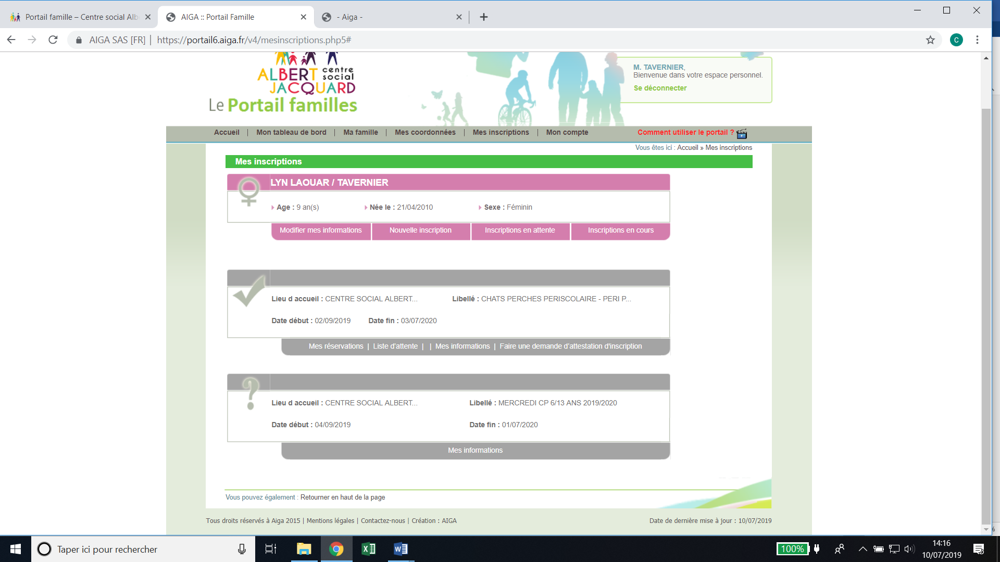 Portail famille – Centre social Alb
AIGA :: Portail Famille
- Aiga -
AIGA SAS [FR] | https://portail6.aiga.fr/v4/mesinscriptions.php5#
C
ALBERT centre
social
JACQUARD
Le Portail familles
M. TAVERNIER,
Bienvenue dans votre espace personnel.
Se déconnecter
Accueil | Mon tableau de bord | Ma famille | Mes coordonnées | Mes inscriptions | Mon compte
Comment utiliser le portail ?
Vous êtes ici : Accueil » Mes inscriptions
Mes inscriptions
LYN LAOUAR / TAVERNIER
Age : 9 an(s) Née le : 21/04/2010 Sexe : Féminin
Modifier mes informations Nouvelle inscription Inscriptions en attente Inscriptions en cours
Lieu d accueil : CENTRE SOCIAL ALBERT... Libellé : CHATS PERCHES PERISCOLAIRE - PERI P...
Date début : 02/09/2019 Date fin : 03/07/2020
Mes réservations | Liste d'attente | | Mes informations | Faire une demande d'attestation d'inscription
?
Lieu d accueil : CENTRE SOCIAL ALBERT... Libellé : MERCREDI CP 6/13 ANS 2019/2020
Date début : 04/09/2019 Date fin : 01/07/2020
Mes informations
Vous pouvez également : Retourner en haut de la page
Tous droits réservés à Aiga 2015 | Mentions légales | Contactez-nous | Création : AIGA
Date de dernière mise à jour : 10/07/2019
%
Taper ici pour rechercher
100%
14:16
10/07/2019